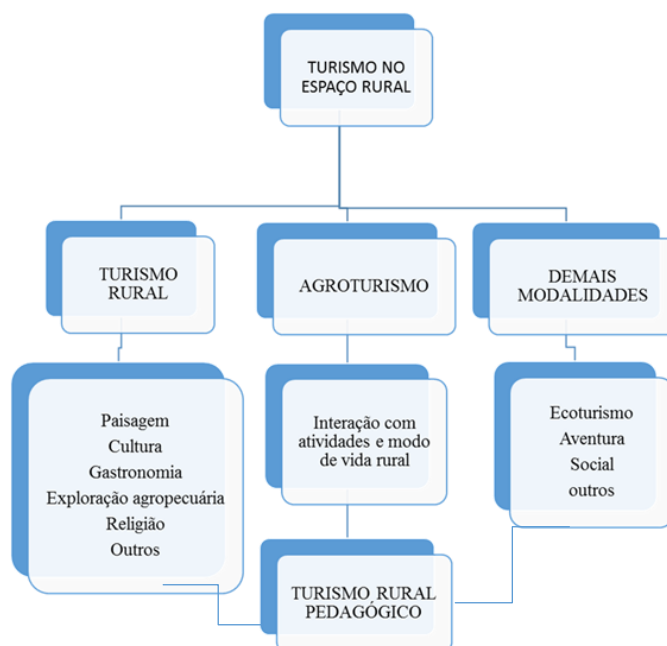 TURISMO NO
ESPAÇO RURAL
TURISMO
RURAL
AGROTURISMO
DEMAIS
MODALIDADES
Paisagem
Cultura
Gastronomia
Exploração agropecuária
Religião
Outros
Interação com
atividades e modo
de vida rural
Ecoturismo
Aventura
Social
outros
TURISMO RURAL
PEDAGÓGICO